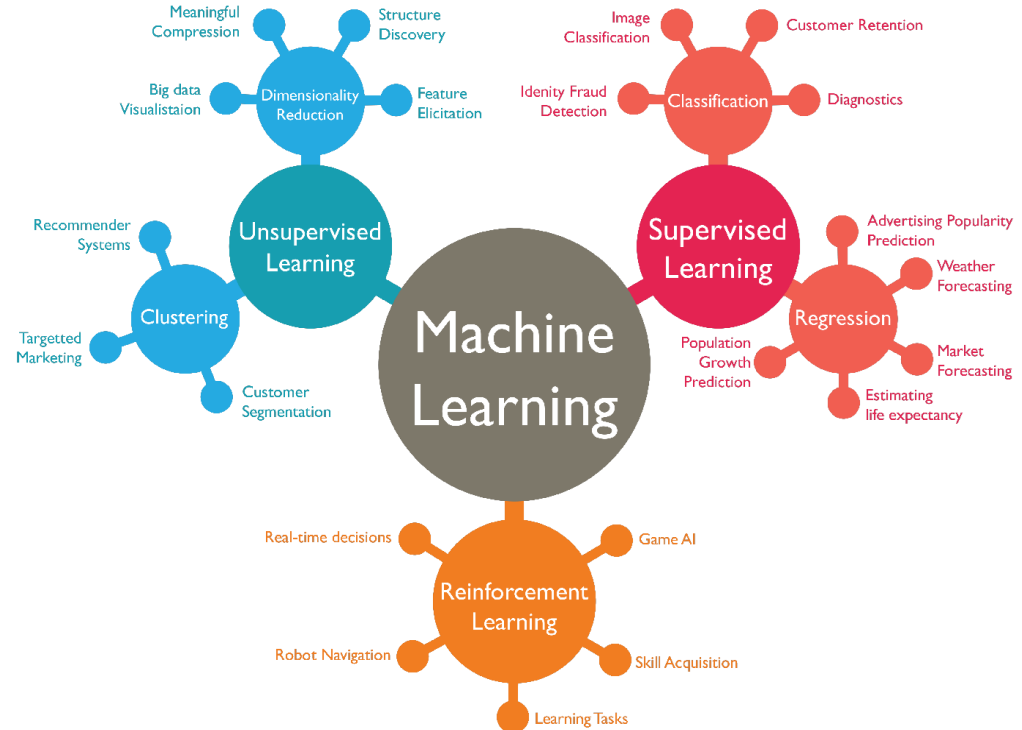 Meaningful
Compression
Structure
Discovery
Big data
Visualistaion
Dimensionality
Reduction
Feature
Elicitation
Image
Classification
Customer Retention
Idenity Fraud
Detection
Classification
Diagnostics
Recommender
Systems
Unsupervised
Learning
Clustering
Targetted
Marketing
Customer
Segmentation
Machine
Learning
Supervised
Learning
Advertising Popularity
Prediction
Weather
Forecasting
Regression
Population
Growth
Prediction
Market
Forecasting
Estimating
life expectancy
Real-time decisions
Game AI
Reinforcement
Learning
Robot Navigation
Skill Acquisition
Learning Tasks